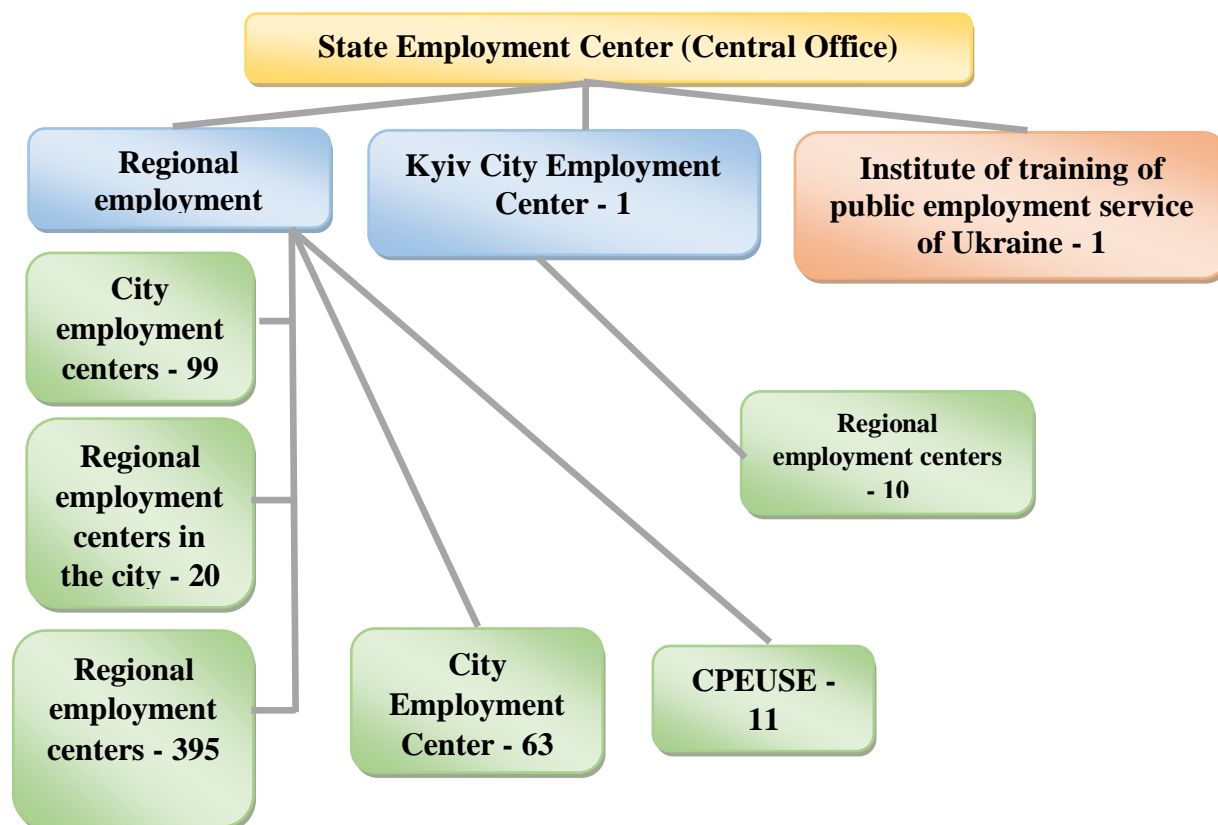 State Employment Center (Central Office)
Regional
employment
Kyiv City Employment
Center - 1
Institute of training of
public employment service
of Ukraine - 1
City
employment
centers - 99
Regional
employment
centers in
the city - 20
Regional
employment centers
- 10
Regional
employment
centers - 395
City
Employment
Center - 63
CPEUSE -
11